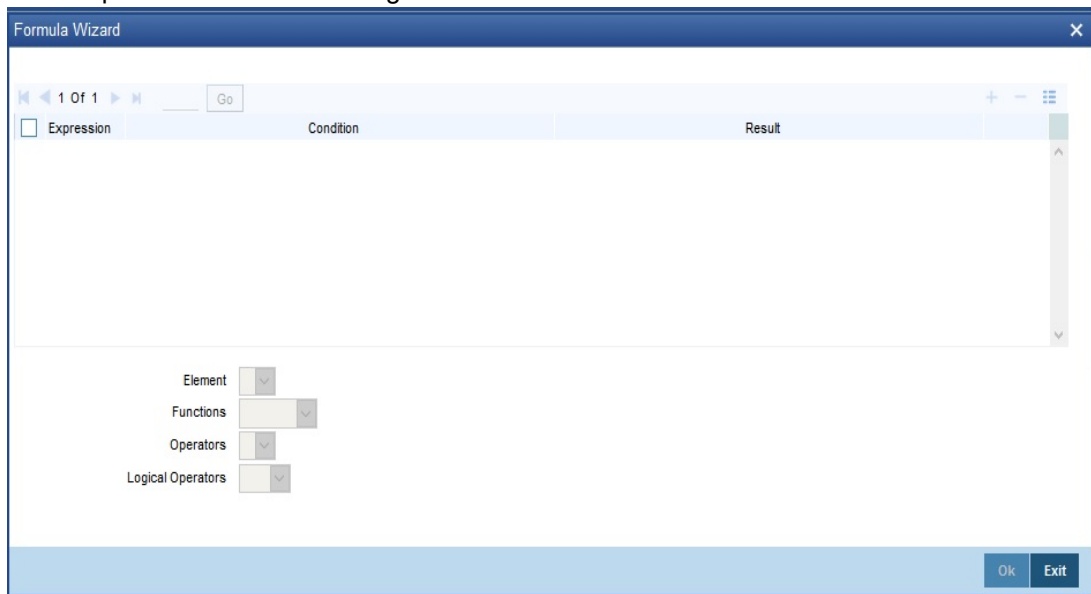 Formula Wizard
1 Of 1 Go
Expression Condition Result
Element
Functions
Operators
Logical Operators
Ok Exit